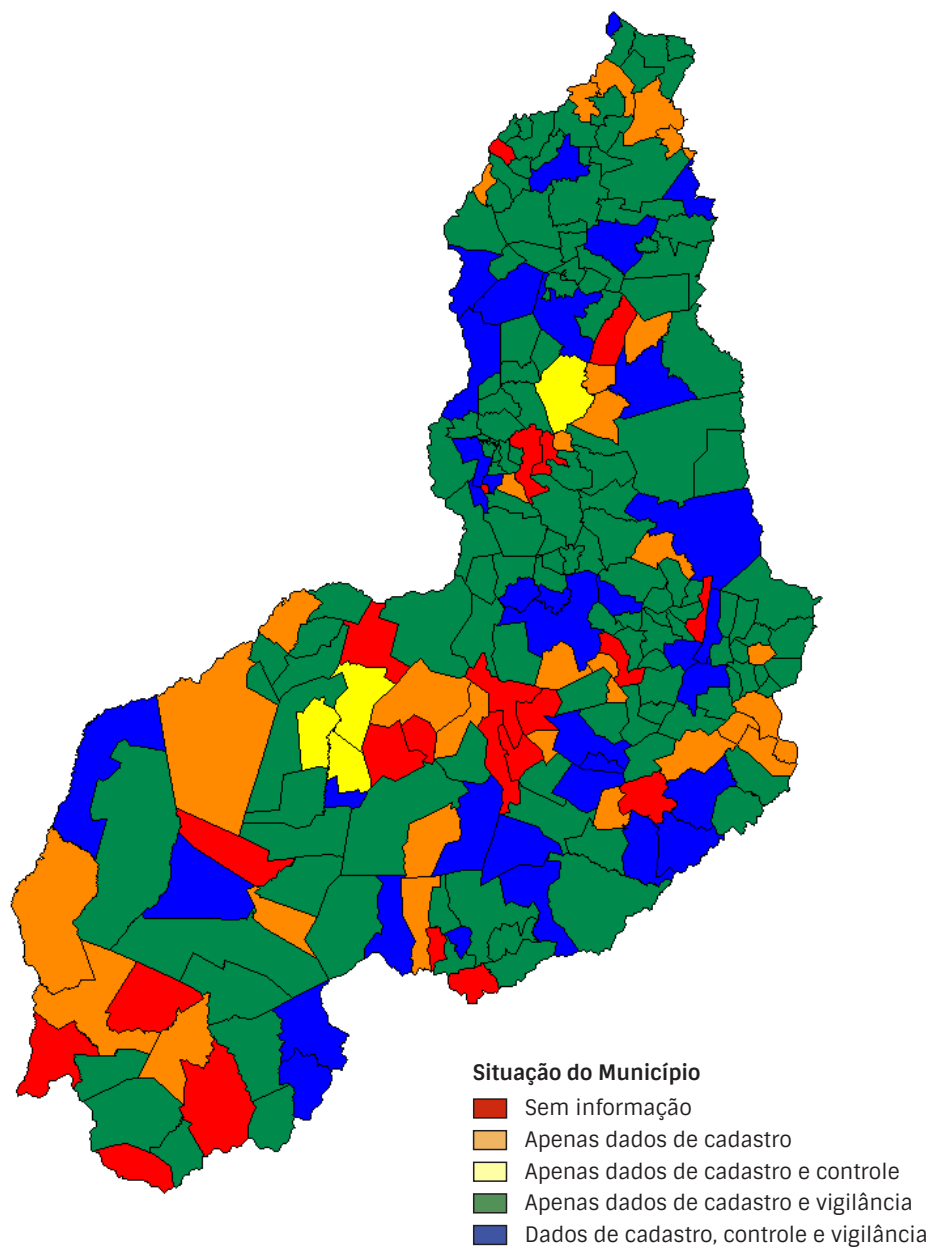 Situação do Município
Sem informação
Apenas dados de cadastro
Apenas dados de cadastro e controle
Apenas dados de cadastro e vigilância
Dados de cadastro, controle e vigilância